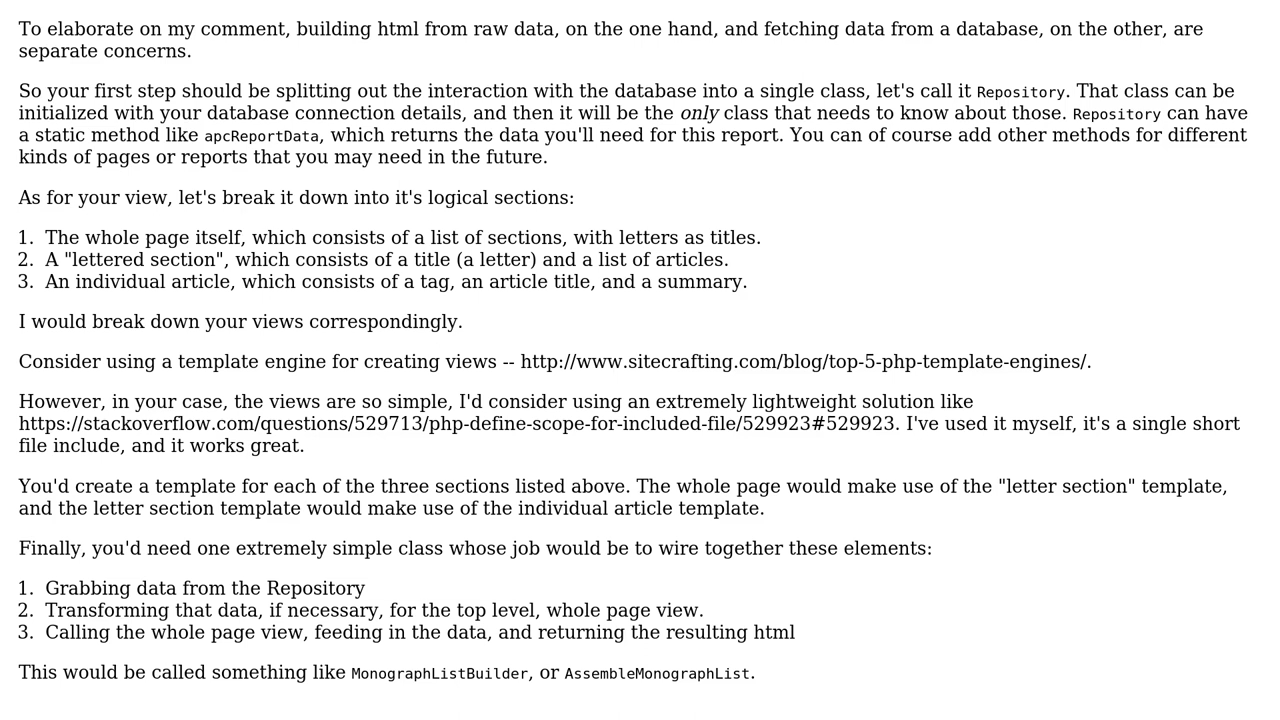 To elaborate on my comment, building html from raw data, on the one hand, and fetching data from a database, on the other, are
separate concerns.
So your first step should be splitting out the interaction with the database into a single class, let's call it Repository. That class can be
initialized with your database connection details, and then it will be the only class that needs to know about those. Repository can have
a static method like apcReportData, which returns the data you'll need for this report. You can of course add other methods for different
kinds of pages or reports that you may need in the future.
As for your view, let's break it down into it's logical sections:
1. The whole page itself, which consists of a list of sections, with letters as titles.
2. A "lettered section", which consists of a title (a letter) and a list of articles.
3. An individual article, which consists of a tag, an article title, and a summary.
I would break down your views correspondingly.
Consider using a template engine for creating views -- http://www.sitecrafting.com/blog/top-5-php-template-engines/.
However, in your case, the views are so simple, I'd consider using an extremely lightweight solution like
https://stackoverflow.com/questions/529713/php-define-scope-for-included-file/529923#529923. I've used it myself, it's a single short
file include, and it works great.
You'd create a template for each of the three sections listed above. The whole page would make use of the "letter section" template,
and the letter section template would make use of the individual article template.
Finally, you'd need one extremely simple class whose job would be to wire together these elements:
1. Grabbing data from the Repository
2. Transforming that data, if necessary, for the top level, whole page view.
3. Calling the whole page view, feeding in the data, and returning the resulting html
This would be called something like MonographListBuilder, or AssembleMonographList.